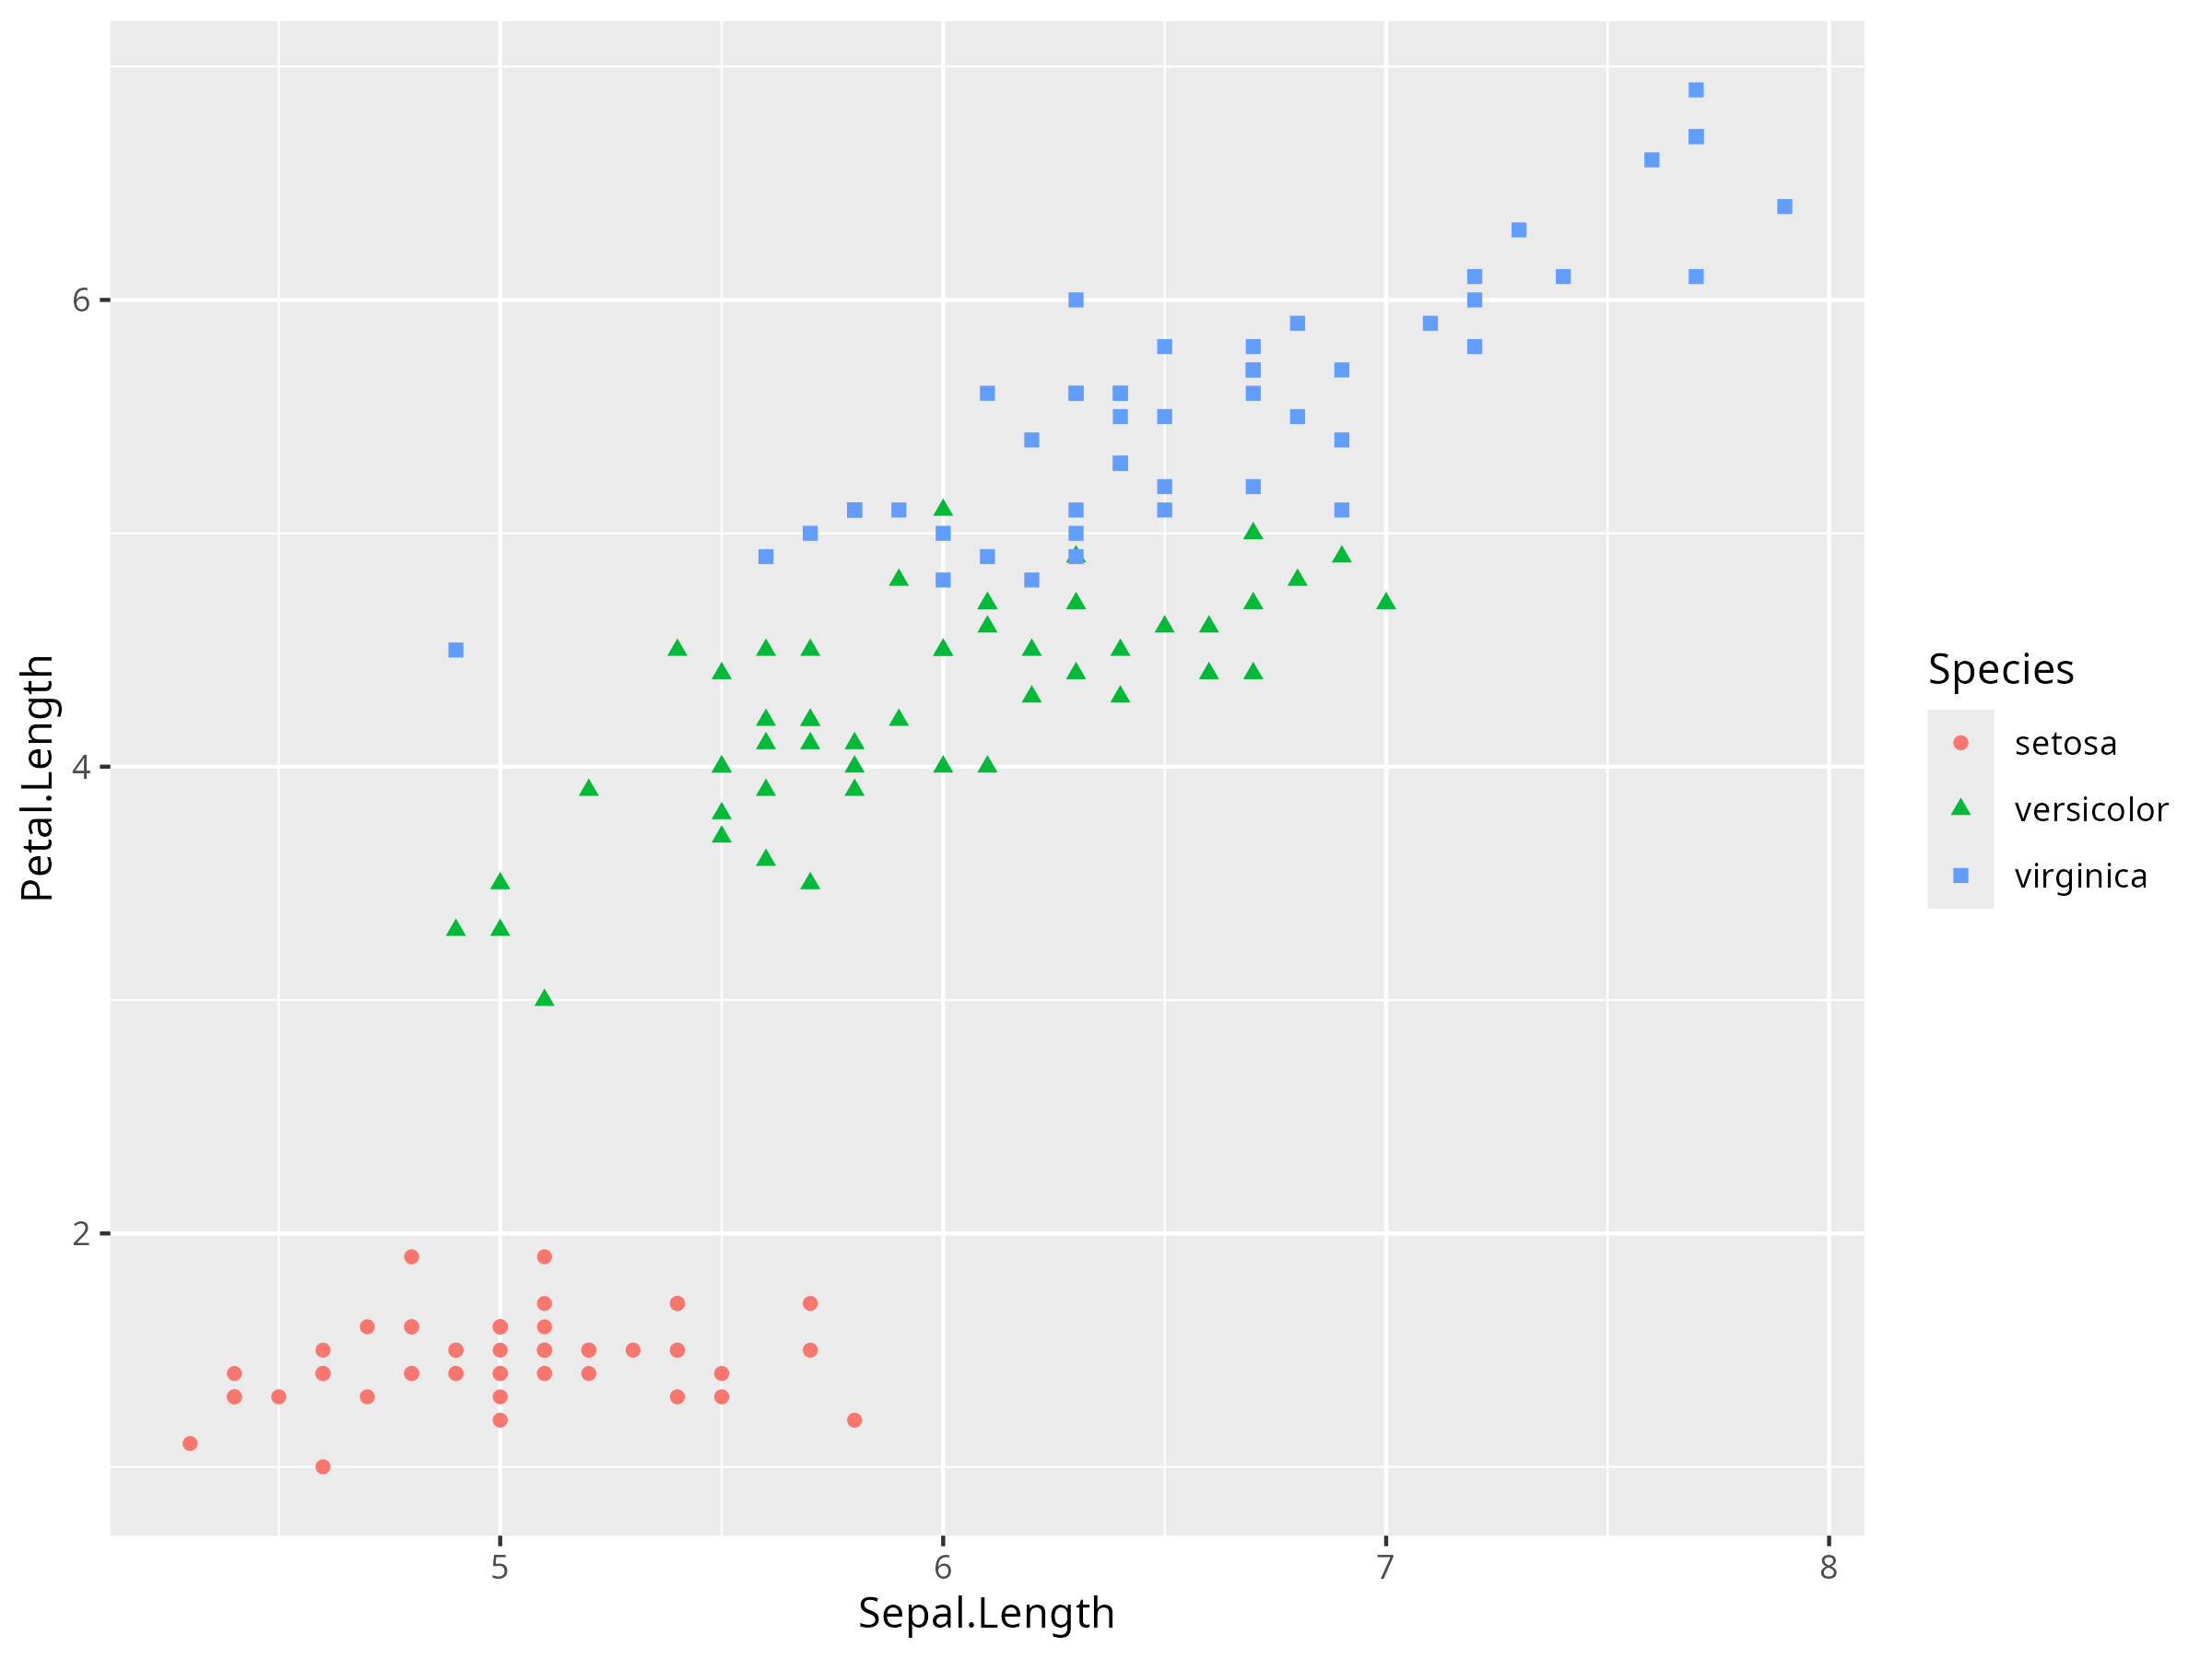 Petal.Length
6
4
2
5 6 7 8
Sepal.Length
Species
setosa
versicolor
virginica